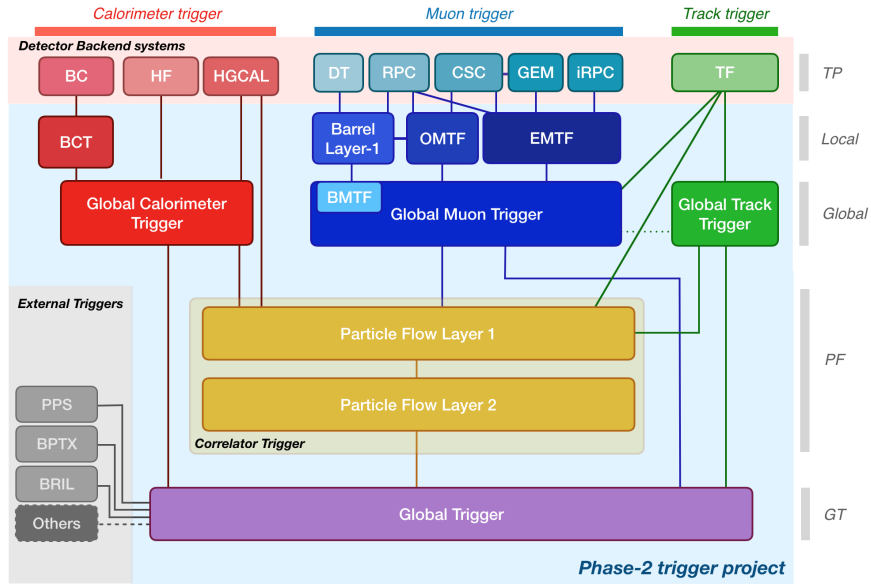 Calorimeter trigger
Muon trigger
Track trigger
Detector Backend systems
BC
HF
HGCAL
DT
RPC
CSC
GEM
iRPC
TF
TP
BCT
Barrel
Layer-1
OMTF
EMTF
Local
Global Calorimeter
Trigger
BMTF
Global Muon Trigger
Global Track
Trigger
Global
External Triggers
Particle Flow Layer 1
PF
Particle Flow Layer 2
Correlator Trigger
PPS
BPTX
BRIL
Others
Global Trigger
GT
Phase-2 trigger project